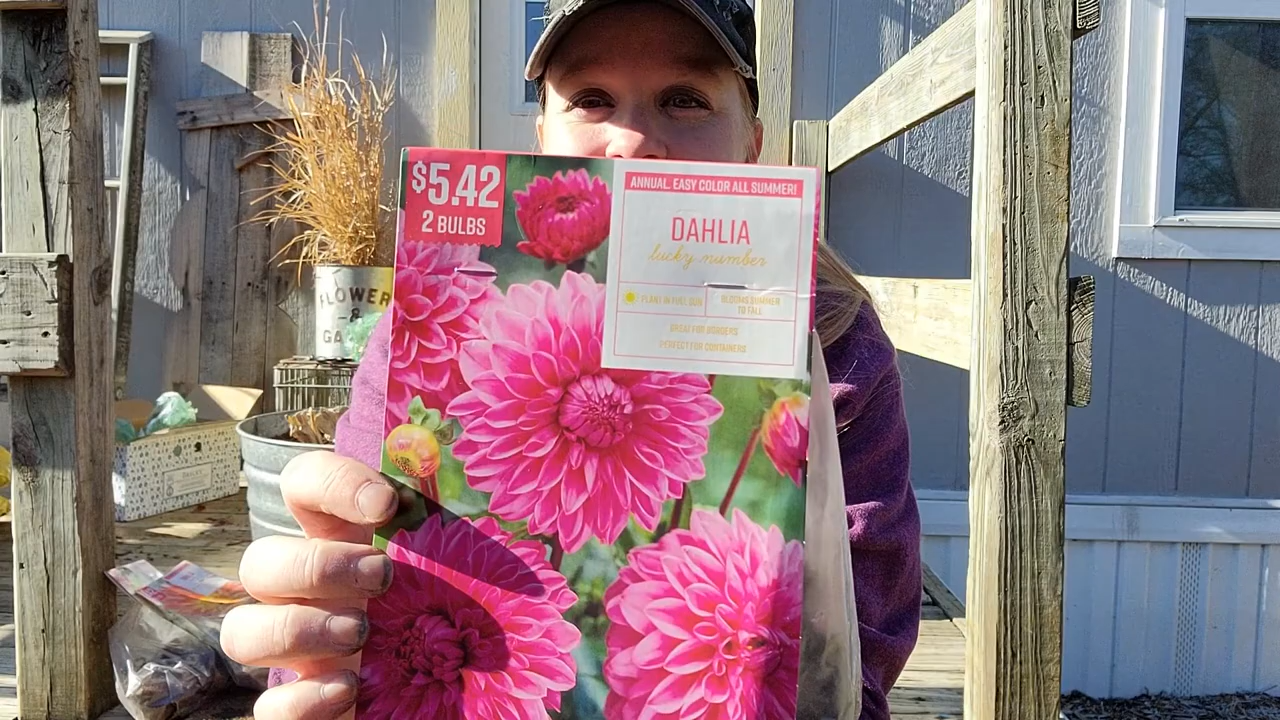 $5.42
2 BULBS
ANNUAL. EASY COLOR ALL SUMMER!
DAHLIA
lucky number
PLANT IN FULL SUN
BLOOMS SUMMER
TO FALL
GREAT FOR BORDERS
PERFECT FOR CONTAINERS
FLOWER
&
GA